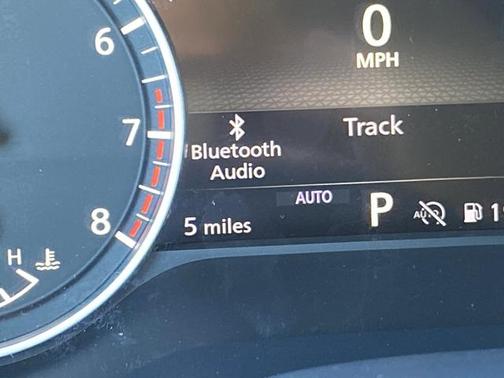 6
0
MPH
7
Bluetooth
Audio
Track
8
5 miles
AUTO
P
H